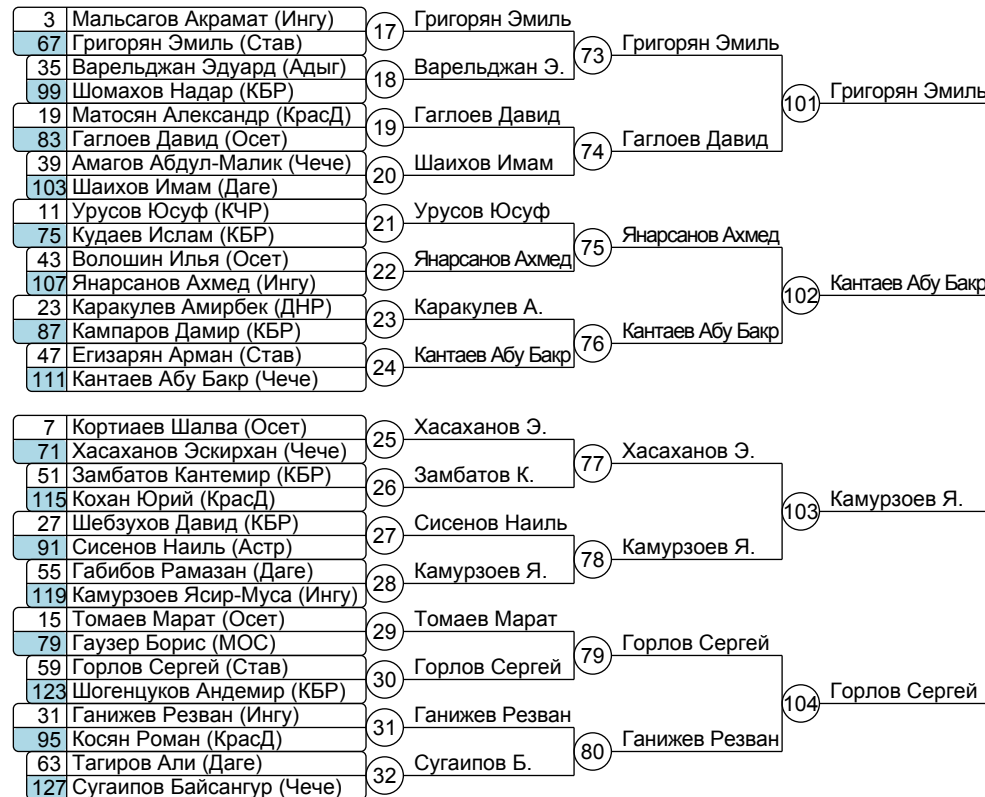 3 Мальсагов Акрамат (Ингу)
67 Григорян Эмиль (Став)
17 Григорян Эмиль
35 Варельджан Эдуард (Адыг)
99 Шомахов Надар (КБР)
18 Варельджан Э.
73 Григорян Эмиль
19 Матосян Александр (КрасД)
83 Гаглоев Давид (Осет)
19 Гаглоев Давид
39 Амагов Абдул-Малик (Чече)
103 Шаихов Имам (Даге)
20 Шаихов Имам
74 Гаглоев Давид
101 Григорян Эмиль
11 Урусов Юсуф (КЧР)
75 Кудаев Ислам (КБР)
21 Урусов Юсуф
43 Волошин Илья (Осет)
107 Янарсанов Ахмед (Ингу)
22 Янарсанов Ахмед
75 Янарсанов Ахмед
23 Каракулев Амирбек (ДНР)
87 Кампаров Дамир (КБР)
23 Каракулев А.
47 Егизарян Арман (Став)
111 Кантаев Абу Бакр (Чече)
24 Кантаев Абу Бакр
76 Кантаев Абу Бакр
102 Кантаев Абу Бакр
7 Кортиаев Шалва (Осет)
71 Хасаханов Эскирхан (Чече)
25 Хасаханов Э.
51 Замбатов Кантемир (КБР)
115 Кохан Юрий (КрасД)
26 Замбатов К.
77 Хасаханов Э.
27 Шебзухов Давид (КБР)
91 Сисенов Наиль (Астр)
27 Сисенов Наиль
55 Габибов Рамазан (Даге)
119 Камурзоев Ясир-Муса (Ингу)
28 Камурзоев Я.
78 Камурзоев Я.
103 Камурзоев Я.
15 Томаев Марат (Осет)
79 Гаузер Борис (МОС)
29 Томаев Марат
59 Горлов Сергей (Став)
123 Шогенцуков Андемир (КБР)
30 Горлов Сергей
79 Горлов Сергей
31 Ганижев Резван (Ингу)
95 Косян Роман (КрасД)
31 Ганижев Резван
63 Тагиров Али (Даге)
127 Сугаипов Байсангур (Чече)
32 Сугаипов Б.
80 Ганижев Резван
104 Горлов Сергей